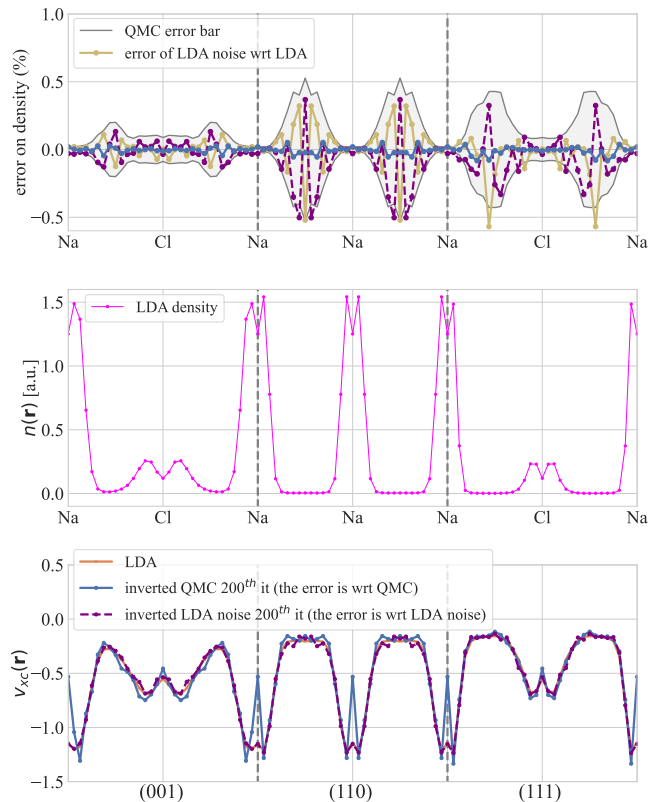 1.0
QMC error bar
error of LDA noise wrt LDA
0.5
0.0
−0.5
error on density (%)
Na Cl Na Na Na Cl Na
LDA density
1.5
1.0
0.5
0.0
n(r) [a.u.]
Na Cl Na Na Na Cl Na
0.5
LDA
inverted QMC 200th it (the error is wrt QMC)
inverted LDA noise 200th it (the error is wrt LDA noise)
0.0
−0.5
−1.0
−1.5
vxc(r)
(001) (110) (111)